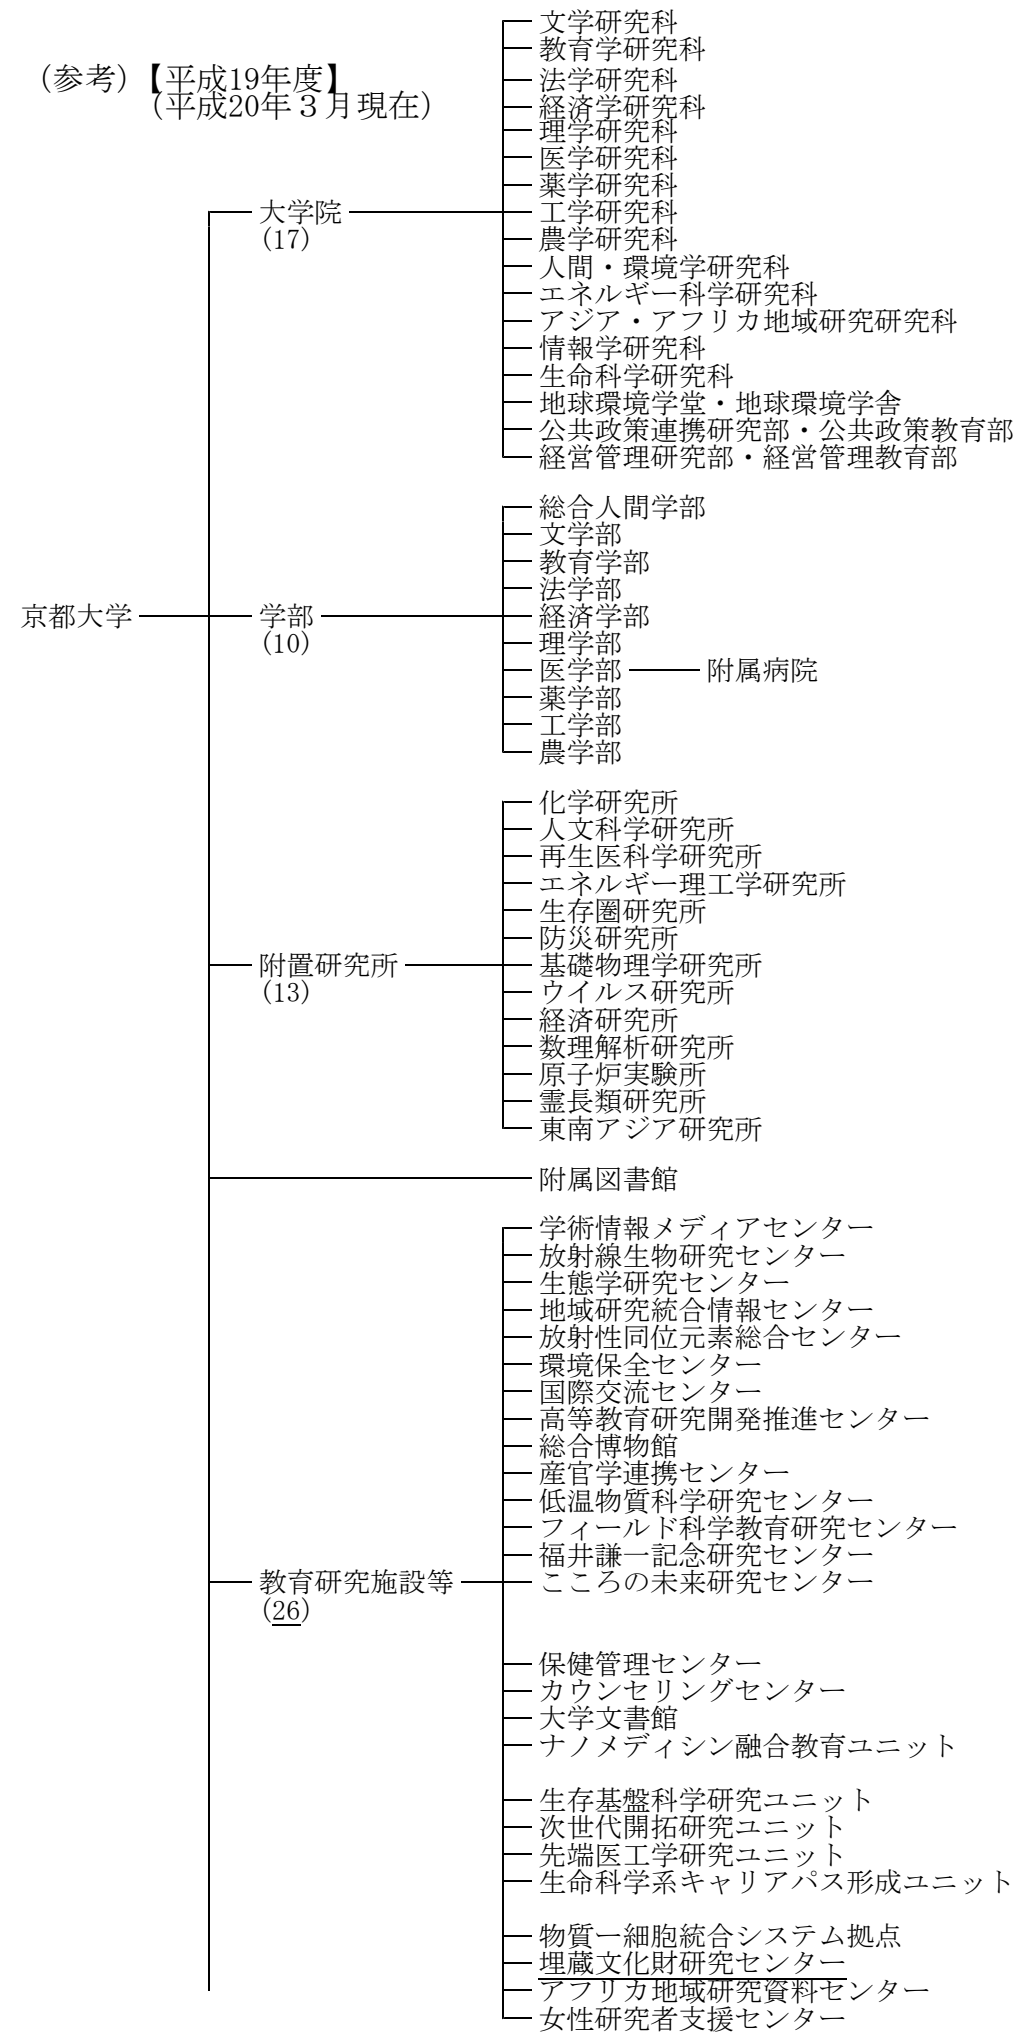 文学研究科
教育学研究科
(参考)【平成19年度】
(平成20年３月現在)
法学研究科
経済学研究科
理学研究科
医学研究科
薬学研究科
大学院
(17)
工学研究科
農学研究科
人間・環境学研究科
エネルギー科学研究科
アジア・アフリカ地域研究研究科
情報学研究科
生命科学研究科
地球環境学堂・地球環境学舎
公共政策連携研究部・公共政策教育部
経営管理研究部・経営管理教育部
総合人間学部
文学部
教育学部
法学部
京都大学
学部
(10)
経済学部
理学部
医学部 附属病院
薬学部
工学部
農学部
化学研究所
人文科学研究所
再生医科学研究所
エネルギー理工学研究所
生存圏研究所
防災研究所
附置研究所
(13)
基礎物理学研究所
ウイルス研究所
経済研究所
数理解析研究所
原子炉実験所
霊長類研究所
東南アジア研究所
附属図書館
学術情報メディアセンター
放射線生物研究センター
生態学研究センター
地域研究統合情報センター
放射性同位元素総合センター
環境保全センター
国際交流センター
高等教育研究開発推進センター
総合博物館
産官学連携センター
低温物質科学研究センター
フィールド科学教育研究センター
福井謙一記念研究センター
教育研究施設等
(26)
こころの未来研究センター
保健管理センター
カウンセリングセンター
大学文書館
ナノメディシン融合教育ユニット
生存基盤科学研究ユニット
次世代開拓研究ユニット
先端医工学研究ユニット
生命科学系キャリアパス形成ユニット
物質ー細胞統合システム拠点
埋蔵文化財研究センター
アフリカ地域研究資料センター
女性研究者支援センター